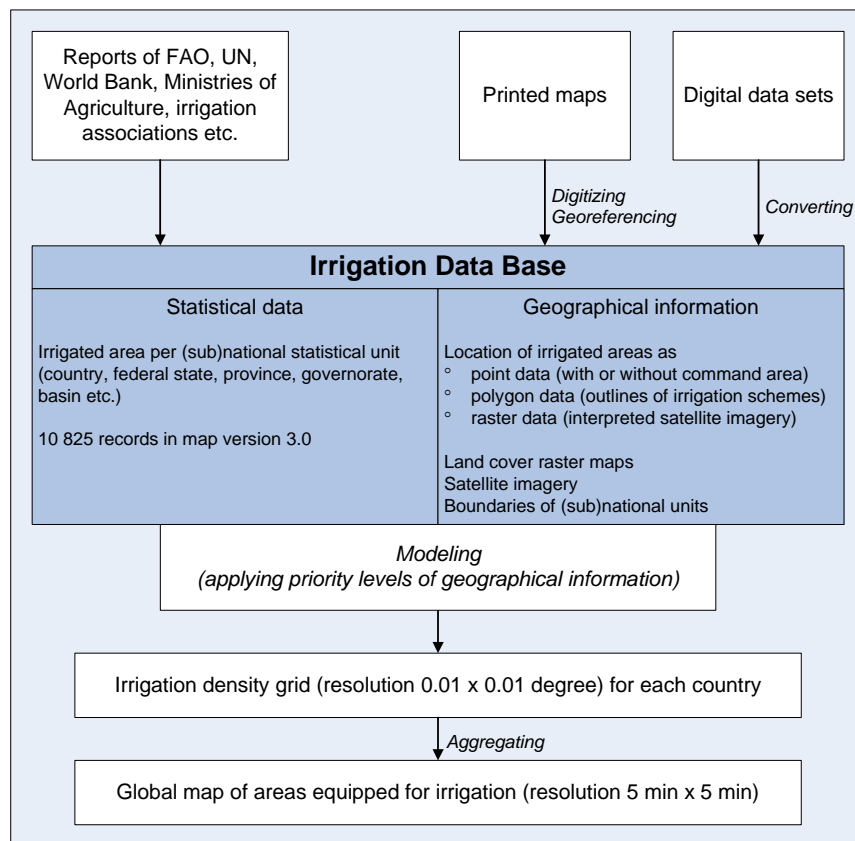 Reports of FAO, UN,
World Bank, Ministries of
Agriculture, irrigation
associations etc.
Printed maps
Digital data sets
Digitizing
Georeferencing
Converting
Irrigation Data Base
Statistical data
Irrigated area per (sub)national statistical unit
(country, federal state, province, governorate,
basin etc.)
10 825 records in map version 3.0
Geographical information
Location of irrigated areas as
° point data (with or without command area)
° polygon data (outlines of irrigation schemes)
° raster data (interpreted satellite imagery)
Land cover raster maps
Satellite imagery
Boundaries of (sub)national units
Modeling
(applying priority levels of geographical information)
Irrigation density grid (resolution 0.01 x 0.01 degree) for each country
Aggregating
Global map of areas equipped for irrigation (resolution 5 min x 5 min)